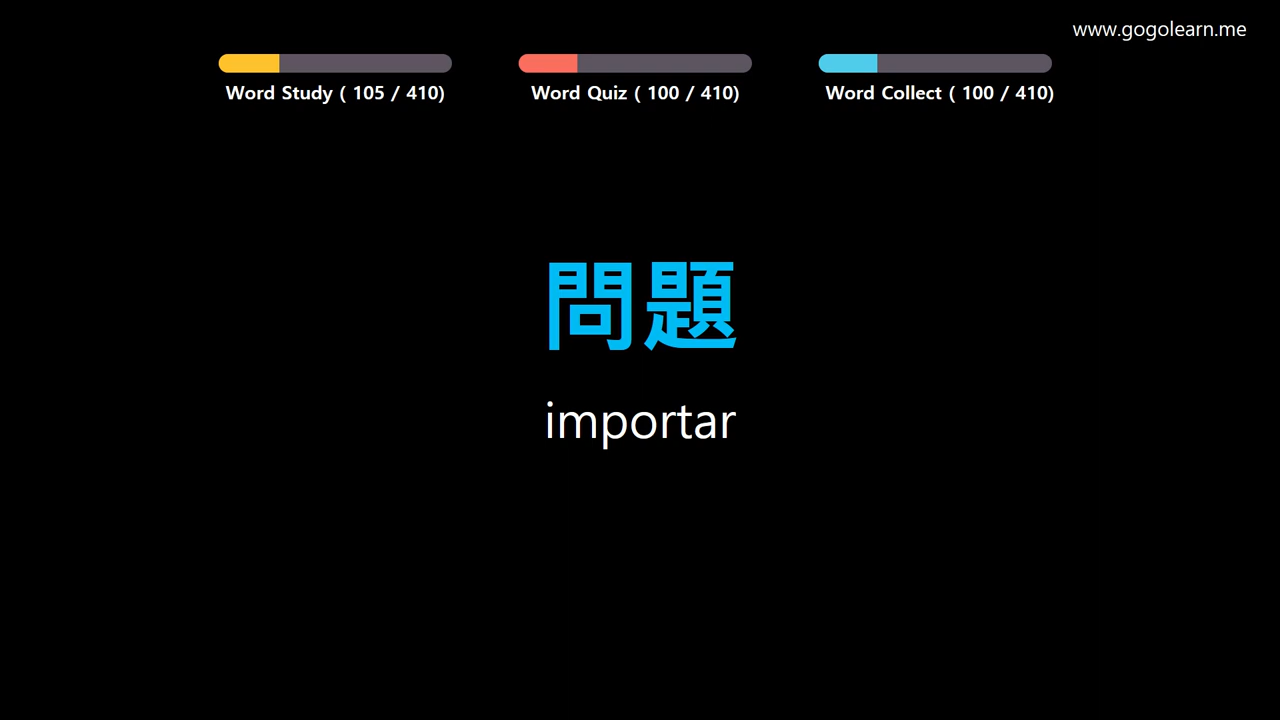 www.gogolearn.me
Word Study ( 105 / 410)
Word Quiz ( 100 / 410)
Word Collect ( 100 / 410)
問題
importar